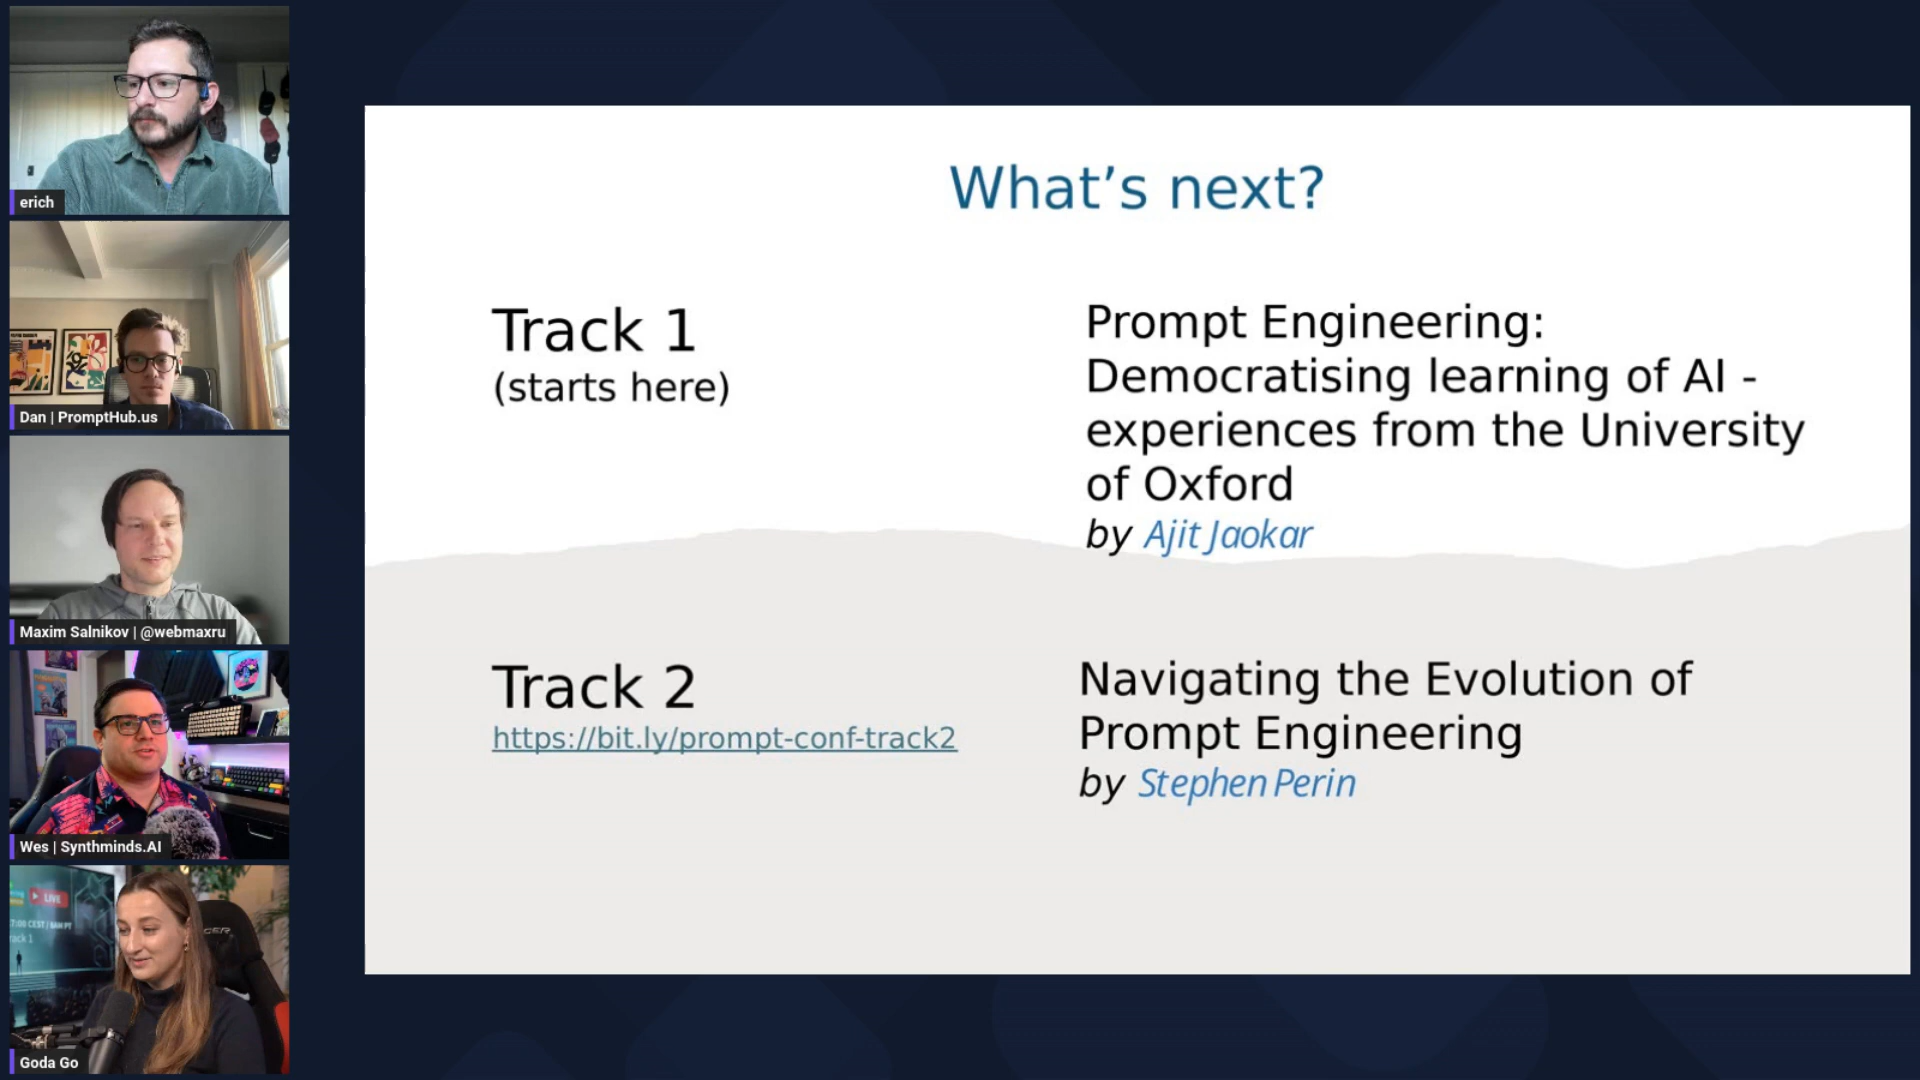 erich
Dan | PromptHub.us
Maxim Salnikov | @webmaxru
Wes | Synthminds.AI
LIVE
Goda Go
What’s next?
Track 1
(starts here)
Prompt Engineering:
Democratising learning of AI -
experiences from the University
of Oxford
by Ajit Jaokar
Track 2
https://bit.ly/prompt-conf-track2
Navigating the Evolution of
Prompt Engineering
by Stephen Perin